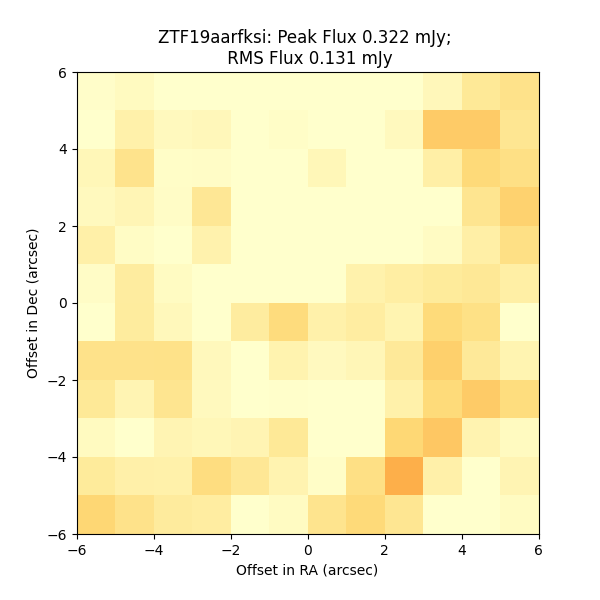 ZTF19aarfksi: Peak Flux 0.322 mJy;
RMS Flux 0.131 mJy
6
4
2
0
−2
−4
−6
Offset in Dec (arcsec)
−6 −4 −2 0 2 4 6
Offset in RA (arcsec)